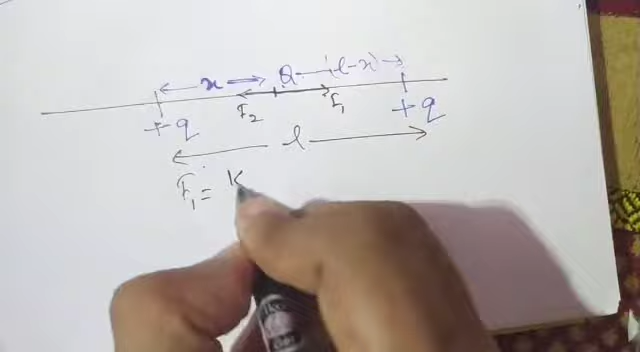 x Q (l-x)
F₂ F₁
+q +q
l
F₁ = K